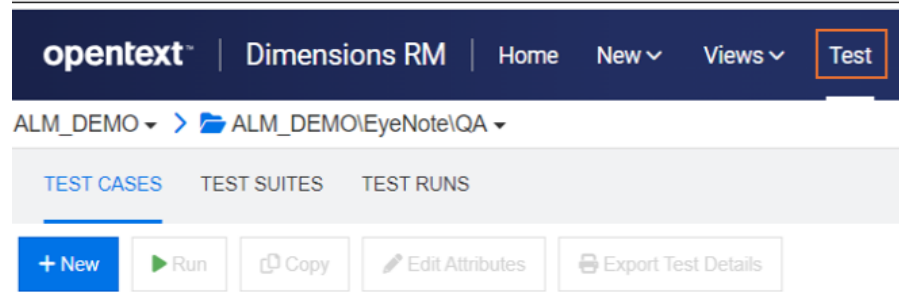 opentext™ | Dimensions RM | Home New Views Test
ALM_DEMO > ALM_DEMO\EyeNote\QA
TEST CASES TEST SUITES TEST RUNS
+ New Run Copy Edit Attributes Export Test Details